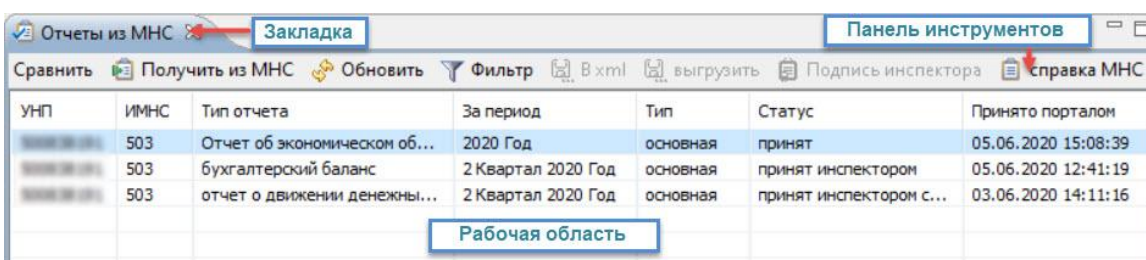 Отчеты из МНС Закладка Панель инструментов
Сравнить Получить из МНС Обновить Фильтр В xml выгрузить Подпись инспектора справка МНС
УНП ИМНС Тип отчета За период Тип Статус Принято порталом
503 Отчет об экономическом об... 2020 Год основная принят 05.06.2020 15:08:39
503 бухгалтерский баланс 2 Квартал 2020 Год основная принят инспектором 05.06.2020 12:41:19
503 отчет о движении денежны... 2 Квартал 2020 Год основная принят инспектором с... 03.06.2020 14:11:16
Рабочая область